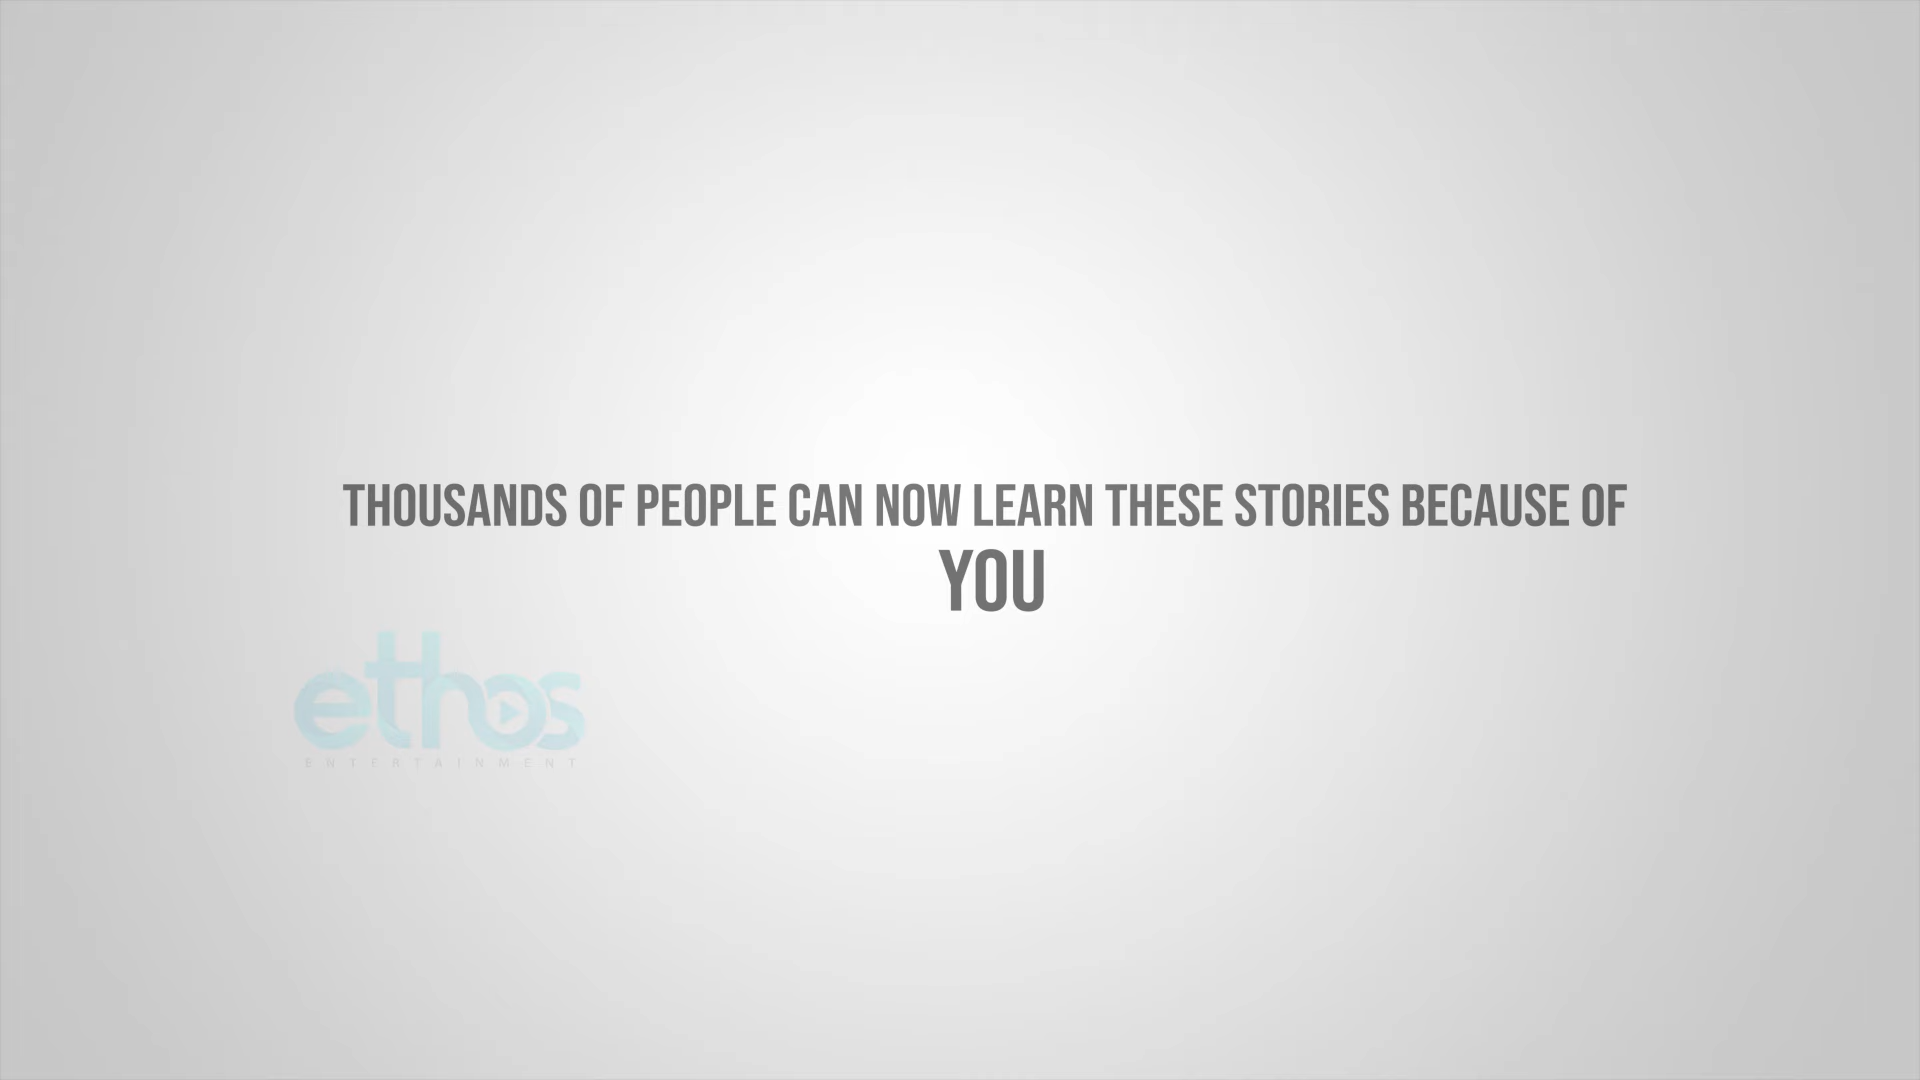 THOUSANDS OF PEOPLE CAN NOW LEARN THESE STORIES BECAUSE OF
YOU
ethos
ENTERTAINMENT